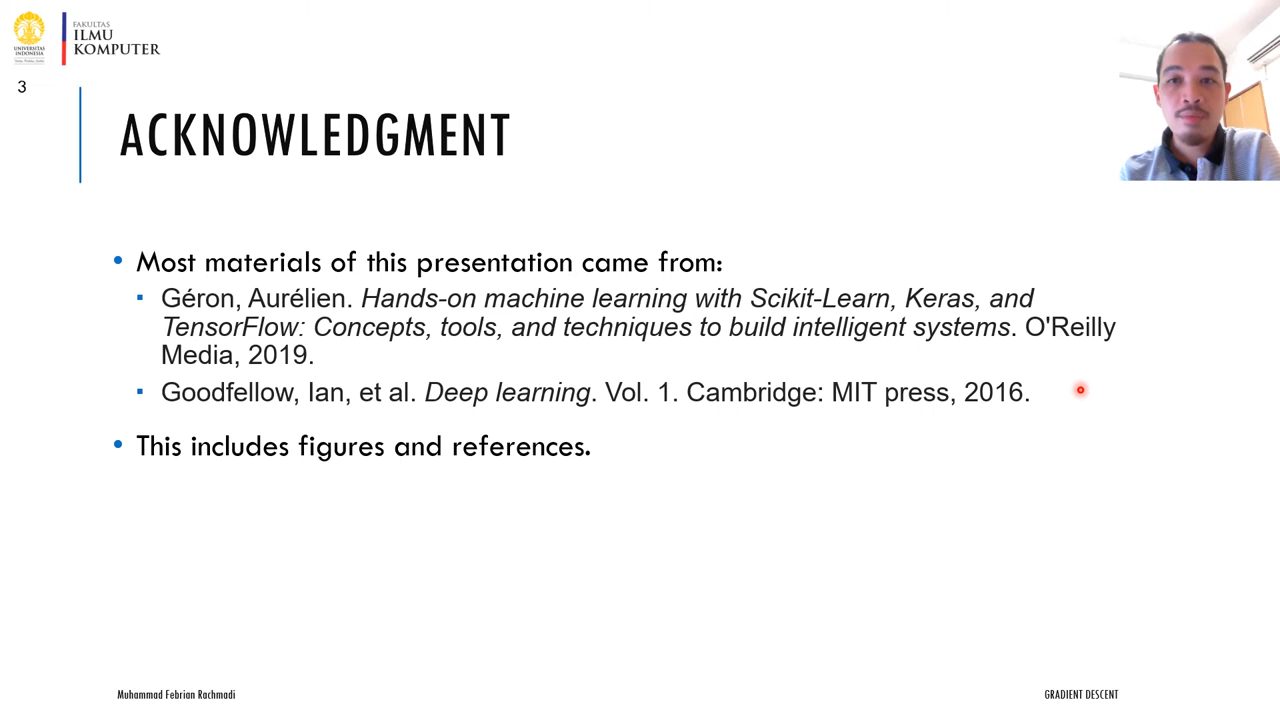 UNIVERSITAS
INDONESIA
FAKULTAS
ILMU
KOMPUTER
3
ACKNOWLEDGMENT
• Most materials of this presentation came from:
▪ Géron, Aurélien. Hands-on machine learning with Scikit-Learn, Keras, and
TensorFlow: Concepts, tools, and techniques to build intelligent systems. O'Reilly
Media, 2019.
▪ Goodfellow, Ian, et al. Deep learning. Vol. 1. Cambridge: MIT press, 2016.
• This includes figures and references.
Muhammad Febrian Rachmadi
GRADIENT DESCENT